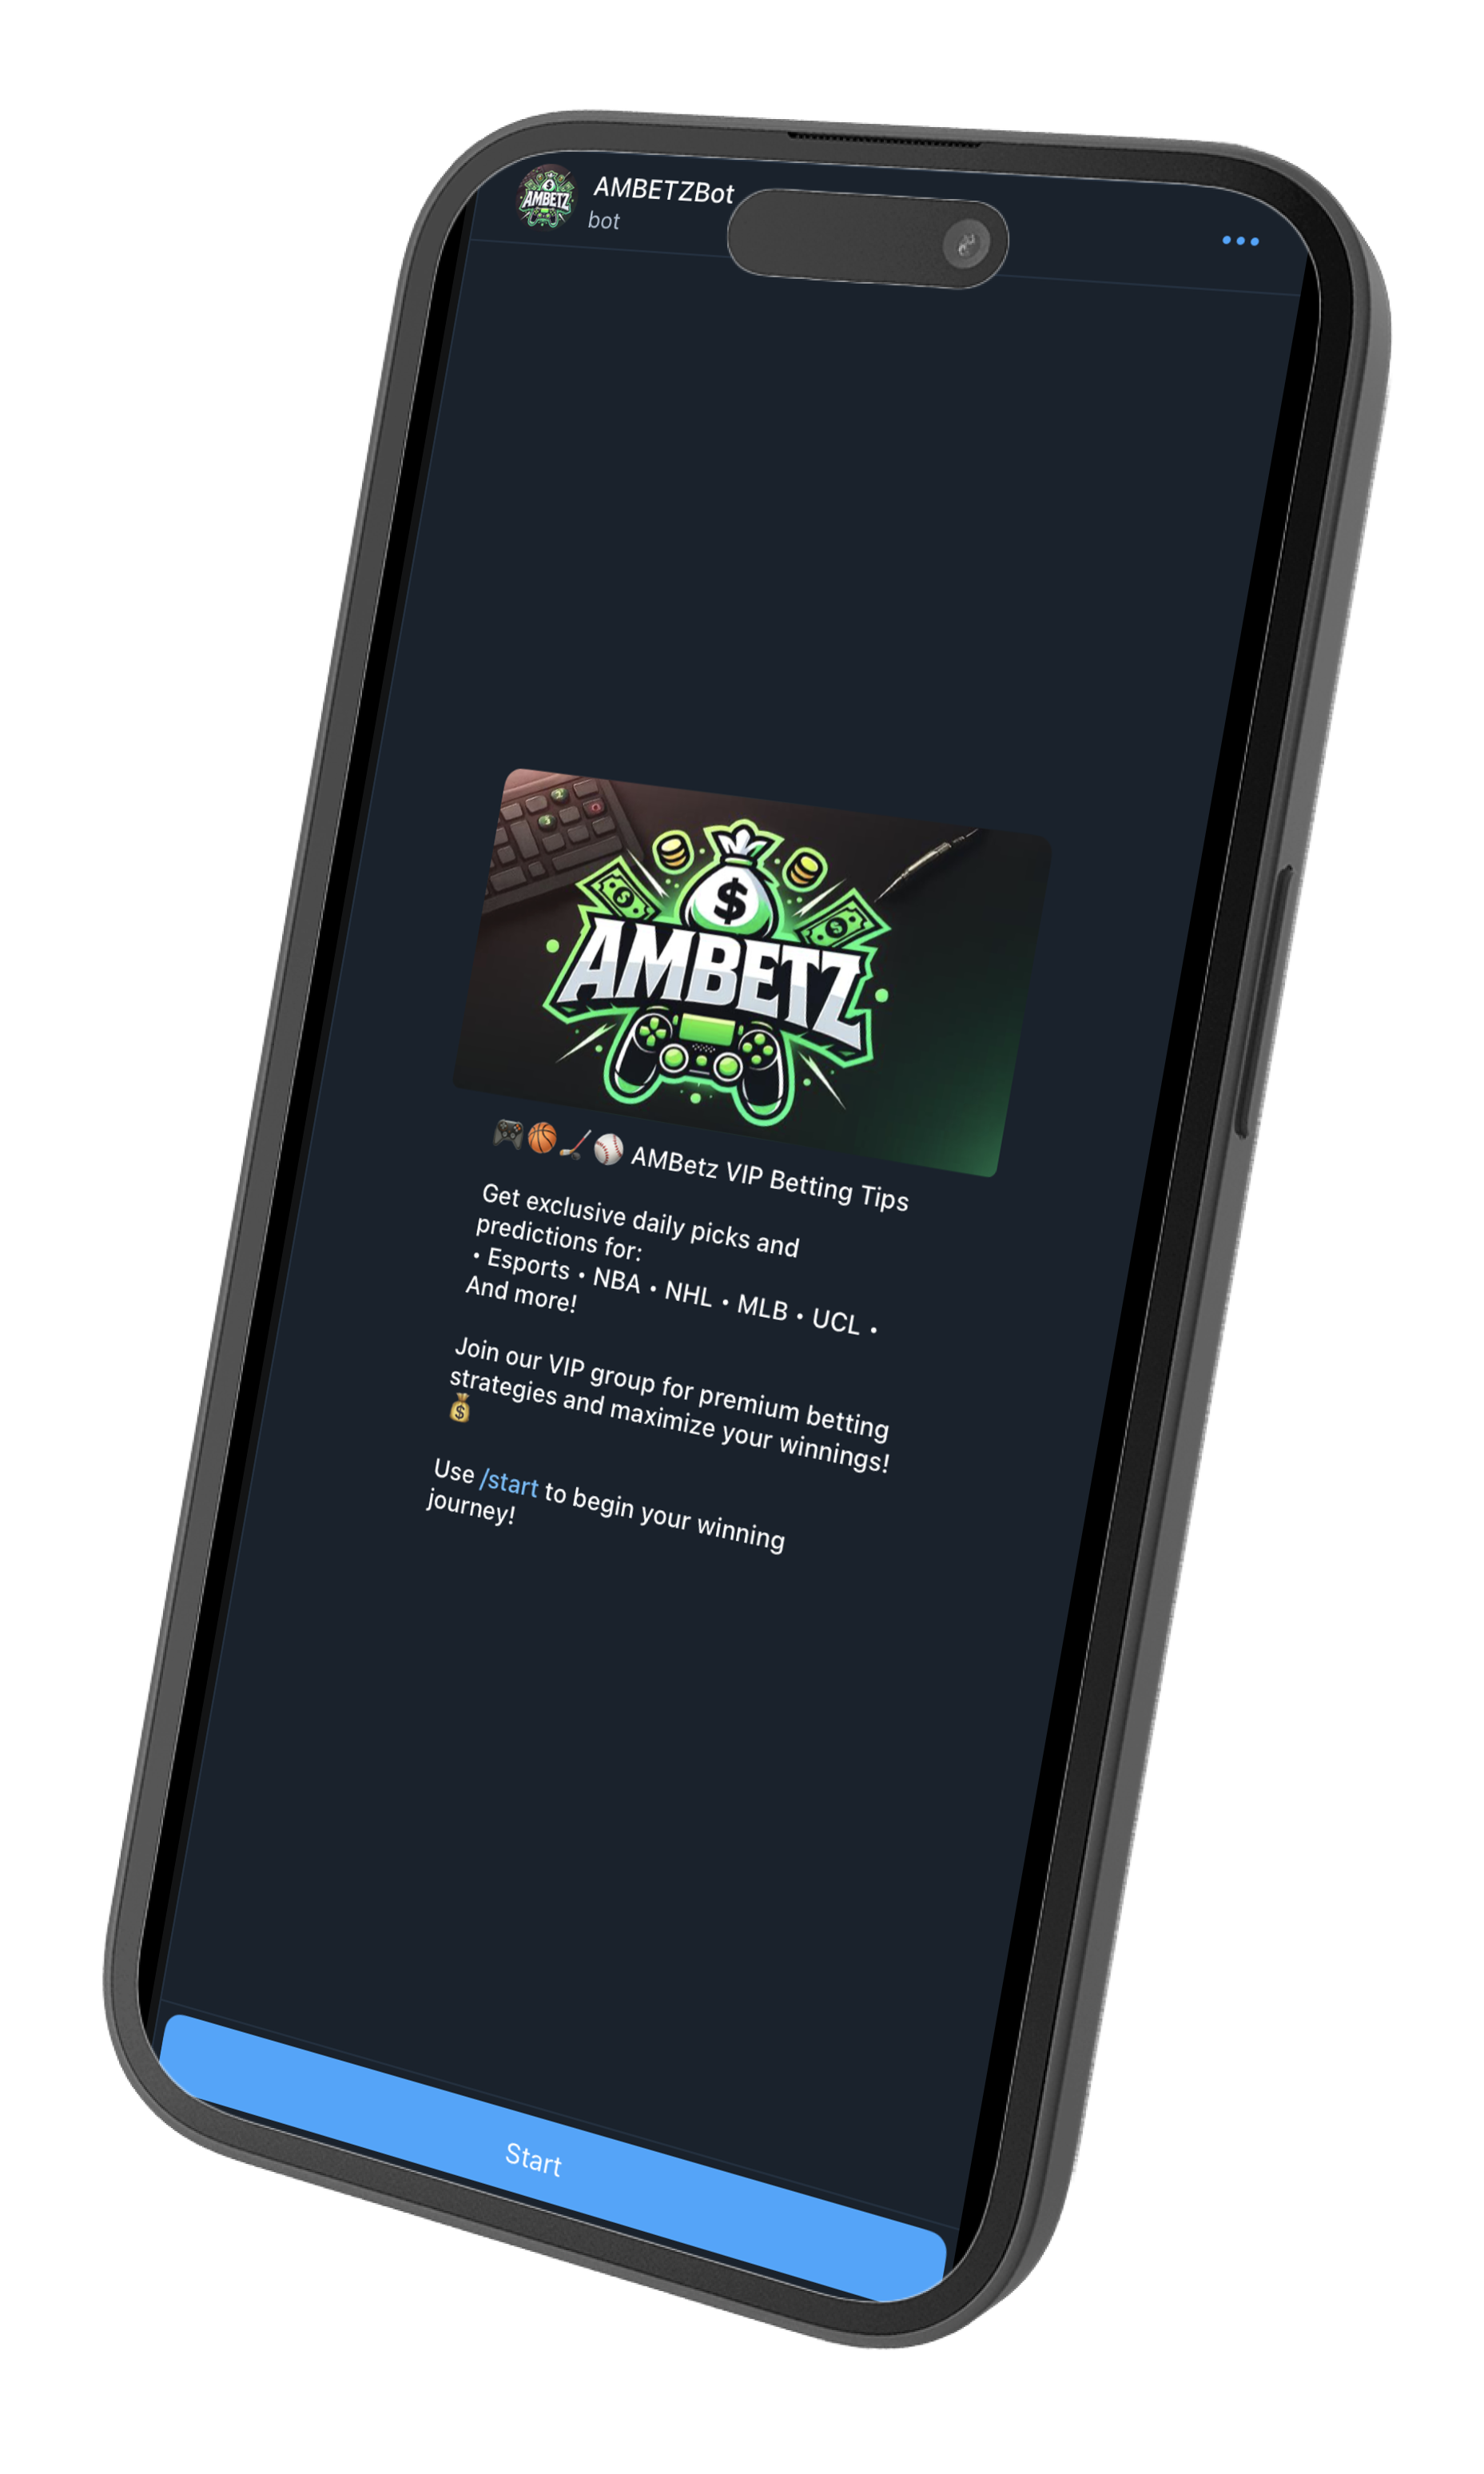 AMBETZBot
bot
AMBETZ
$
AMBETZ
🎮🏀🏒⚾ AMBetz VIP Betting Tips
Get exclusive daily picks and
predictions for:
• Esports • NBA • NHL • MLB • UCL •
And more!
Join our VIP group for premium betting
strategies and maximize your winnings!
💰
Use /start to begin your winning
journey!
Start